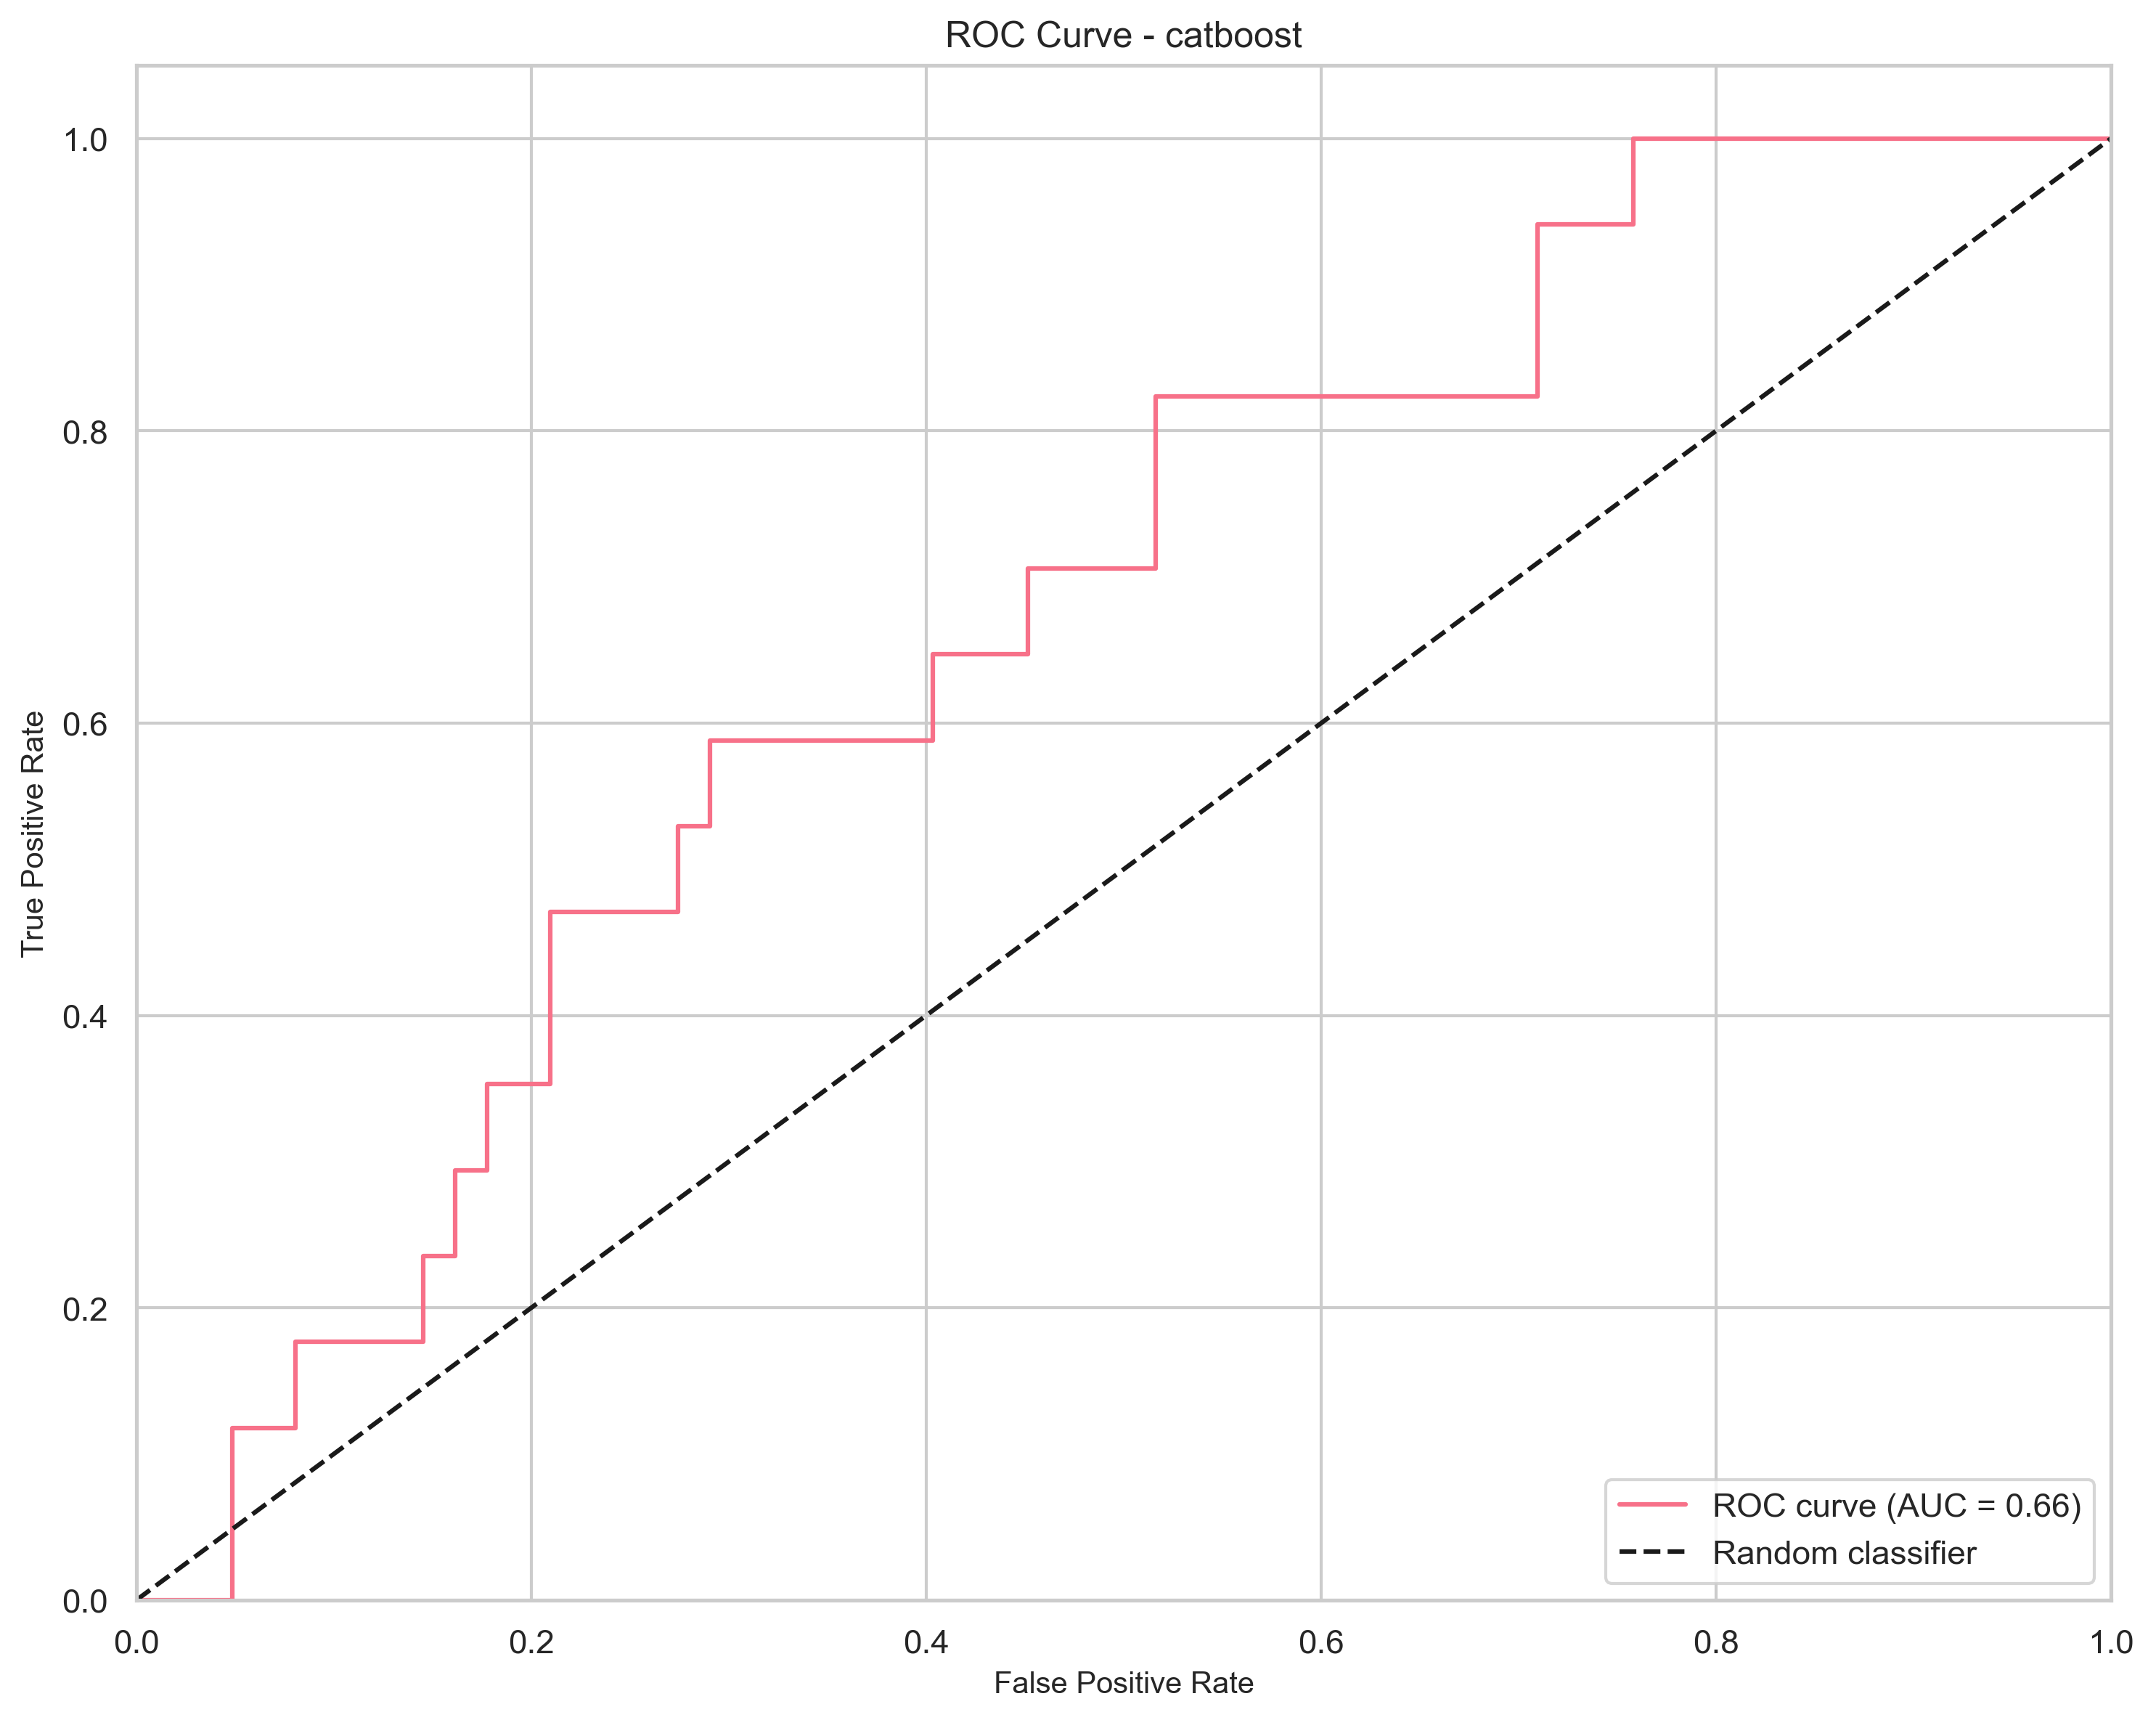 ROC Curve - catboost
1.0
0.8
0.6
0.4
0.2
0.0
True Positive Rate
0.0 0.2 0.4 0.6 0.8 1.0
False Positive Rate
ROC curve (AUC = 0.66)
Random classifier